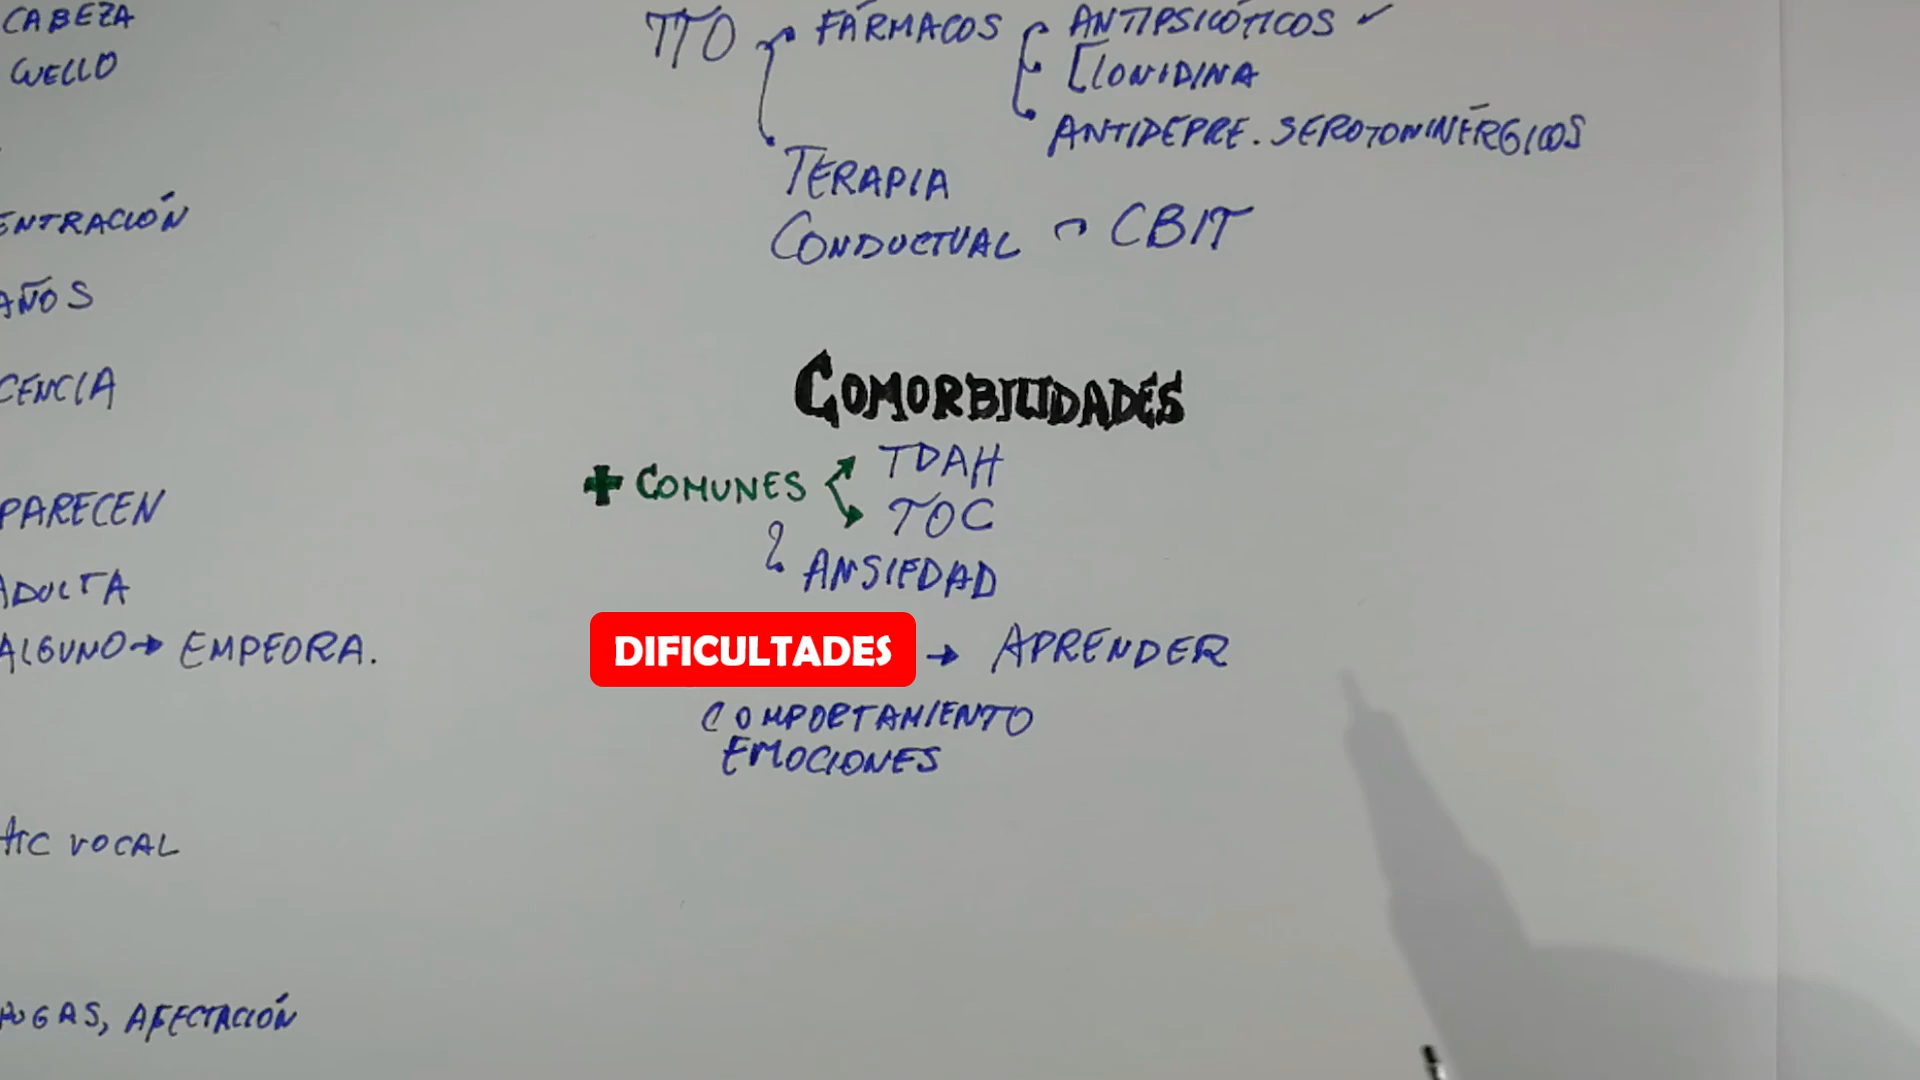 CABEZA
CUELLO
ENTRACIÓN
AÑOS
CENCIA
PARECEN
ADULTA
ALGUNO → EMPEORA.
TIC VOCAL
OGAS, AFECTACIÓN
TTO → FÁRMACOS → ANTIPSICÓTICOS ✓
CLONIDINA
ANTIDEPRE. SEROTONINÉRGICOS
TERAPIA
CONDUCTUAL → CBIT
COMORBILIDADES
+ COMUNES → TDAH
→ TOC
ANSIEDAD
DIFICULTADES → APRENDER
COMPORTAMIENTO
EMOCIONES